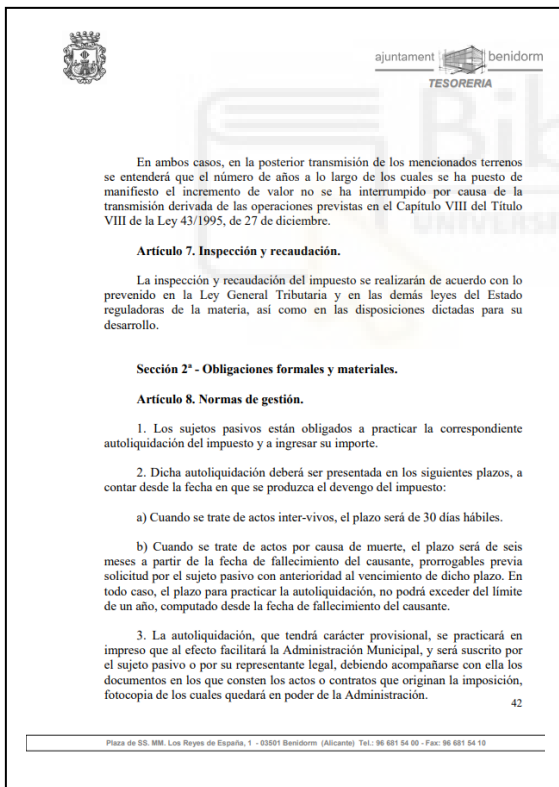 ajuntament benidorm
TESORERIA
Bib
UNIVERSI
En ambos casos, en la posterior transmisión de los mencionados terrenos
se entenderá que el número de años a lo largo de los cuales se ha puesto de
manifiesto el incremento de valor no se ha interrumpido por causa de la
transmisión derivada de las operaciones previstas en el Capítulo VIII del Título
VIII de la Ley 43/1995, de 27 de diciembre.
Artículo 7. Inspección y recaudación.
La inspección y recaudación del impuesto se realizarán de acuerdo con lo
prevenido en la Ley General Tributaria y en las demás leyes del Estado
reguladoras de la materia, así como en las disposiciones dictadas para su
desarrollo.
Sección 2ª - Obligaciones formales y materiales.
Artículo 8. Normas de gestión.
1. Los sujetos pasivos están obligados a practicar la correspondiente
autoliquidación del impuesto y a ingresar su importe.
2. Dicha autoliquidación deberá ser presentada en los siguientes plazos, a
contar desde la fecha en que se produzca el devengo del impuesto:
a) Cuando se trate de actos inter-vivos, el plazo será de 30 días hábiles.
b) Cuando se trate de actos por causa de muerte, el plazo será de seis
meses a partir de la fecha de fallecimiento del causante, prorrogables previa
solicitud por el sujeto pasivo con anterioridad al vencimiento de dicho plazo. En
todo caso, el plazo para practicar la autoliquidación, no podrá exceder del límite
de un año, computado desde la fecha de fallecimiento del causante.
3. La autoliquidación, que tendrá carácter provisional, se practicará en
impreso que al efecto facilitará la Administración Municipal, y será suscrito por
el sujeto pasivo o por su representante legal, debiendo acompañarse con ella los
documentos en los que consten los actos o contratos que originan la imposición,
fotocopia de los cuales quedará en poder de la Administración.
42
Plaza de SS. MM. Los Reyes de España, 1 - 03501 Benidorm (Alicante) Tel.: 96 681 54 00 - Fax: 96 681 54 10